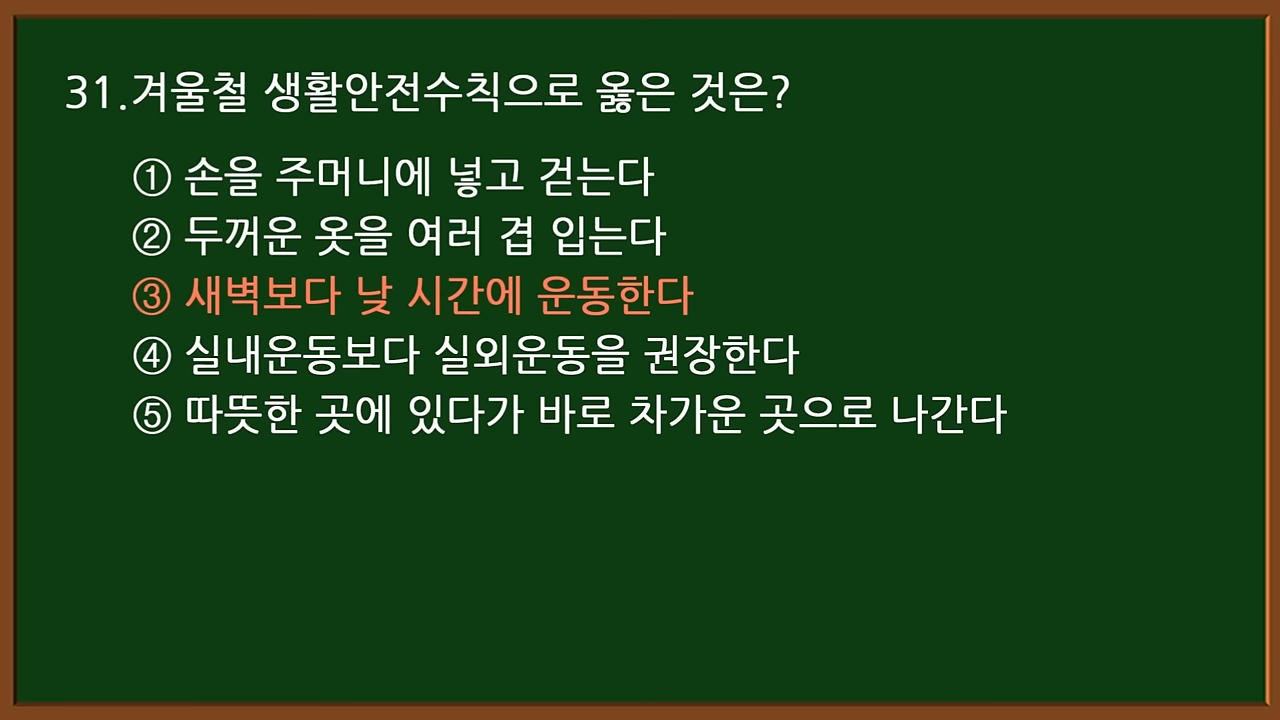 31.겨울철 생활안전수칙으로 옳은 것은?
① 손을 주머니에 넣고 걷는다
② 두꺼운 옷을 여러 겹 입는다
③ 새벽보다 낮 시간에 운동한다
④ 실내운동보다 실외운동을 권장한다
⑤ 따뜻한 곳에 있다가 바로 차가운 곳으로 나간다